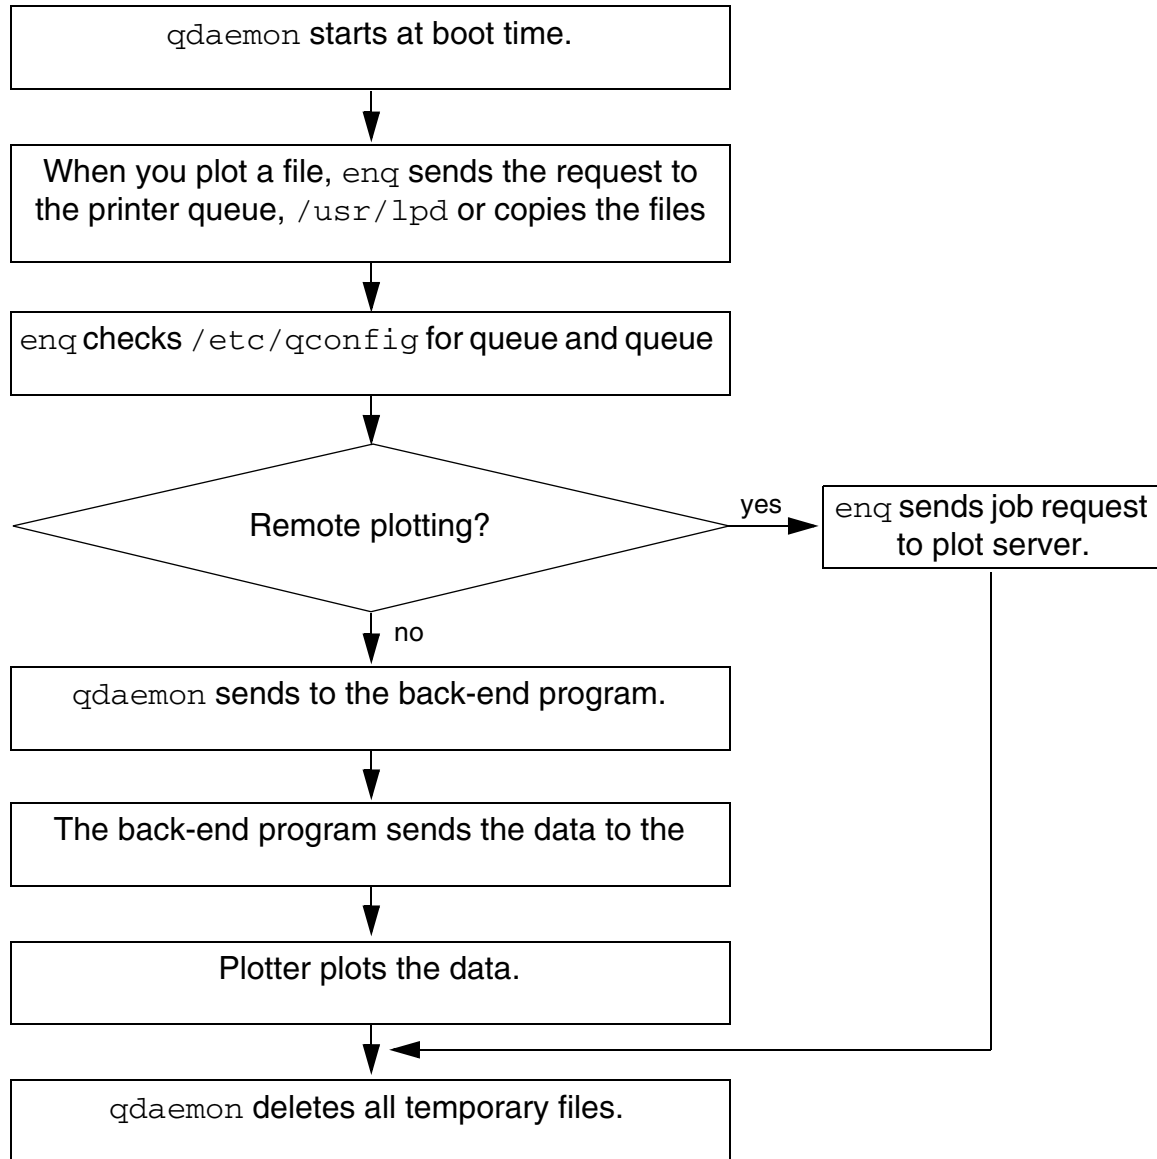 qdaemon starts at boot time.
When you plot a file, enq sends the request to
the printer queue, /usr/lpd or copies the files
enq checks /etc/qconfig for queue and queue
Remote plotting?
yes
enq sends job request
to plot server.
no
qdaemon sends to the back-end program.
The back-end program sends the data to the
Plotter plots the data.
qdaemon deletes all temporary files.